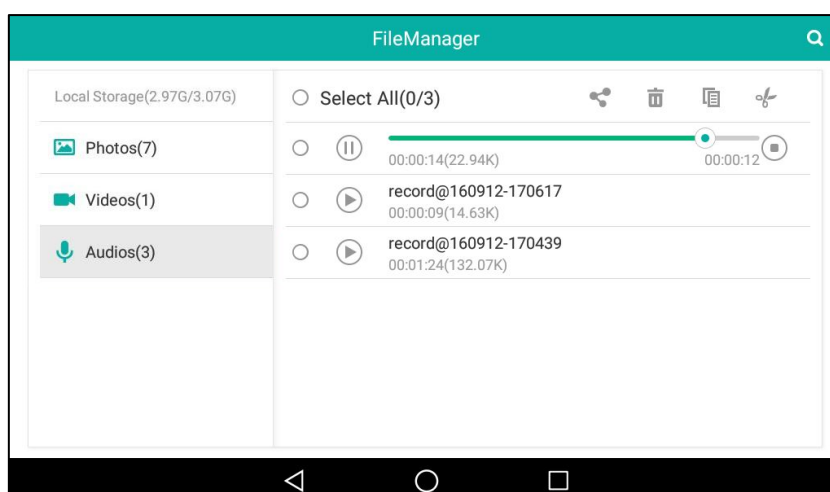 FileManager
Local Storage(2.97G/3.07G)
Select All(0/3)
Photos(7)
00:00:14(22.94K)
00:00:12
Videos(1)
record@160912-170617
00:00:09(14.63K)
Audios(3)
record@160912-170439
00:01:24(132.07K)